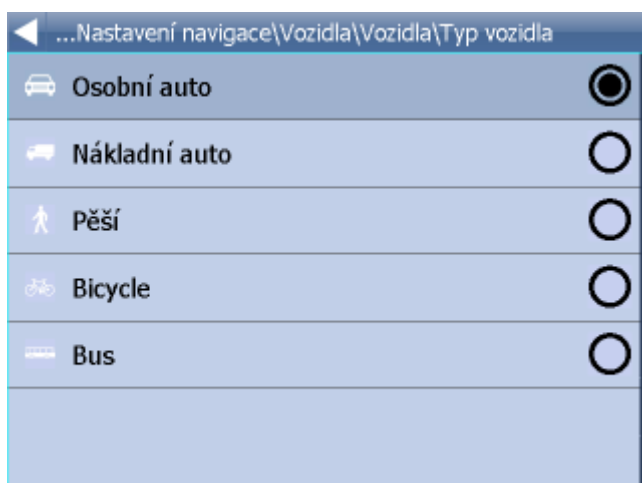 ...Nastavení navigace\Vozidla\Vozidla\Typ vozidla
Osobní auto
Nákladní auto
Pěší
Bicycle
Bus